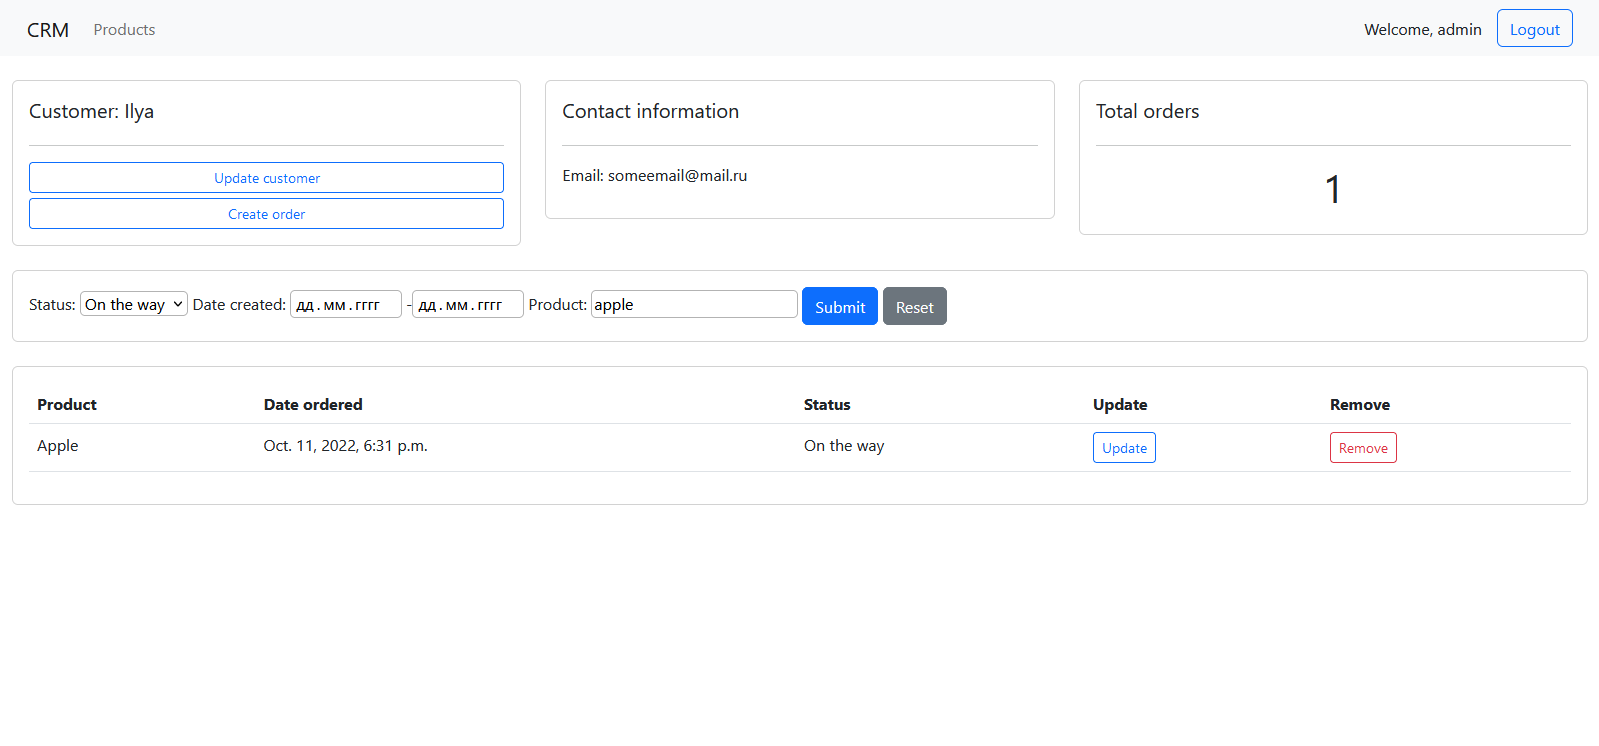 CRM Products Welcome, admin Logout
Customer: Ilya
Update customer
Create order
Contact information
Email: someemail@mail.ru
Total orders
1
Status: On the way Date created: дд.мм.гггг - дд.мм.гггг Product: apple Submit Reset
Product Date ordered Status Update Remove
Apple Oct. 11, 2022, 6:31 p.m. On the way Update Remove